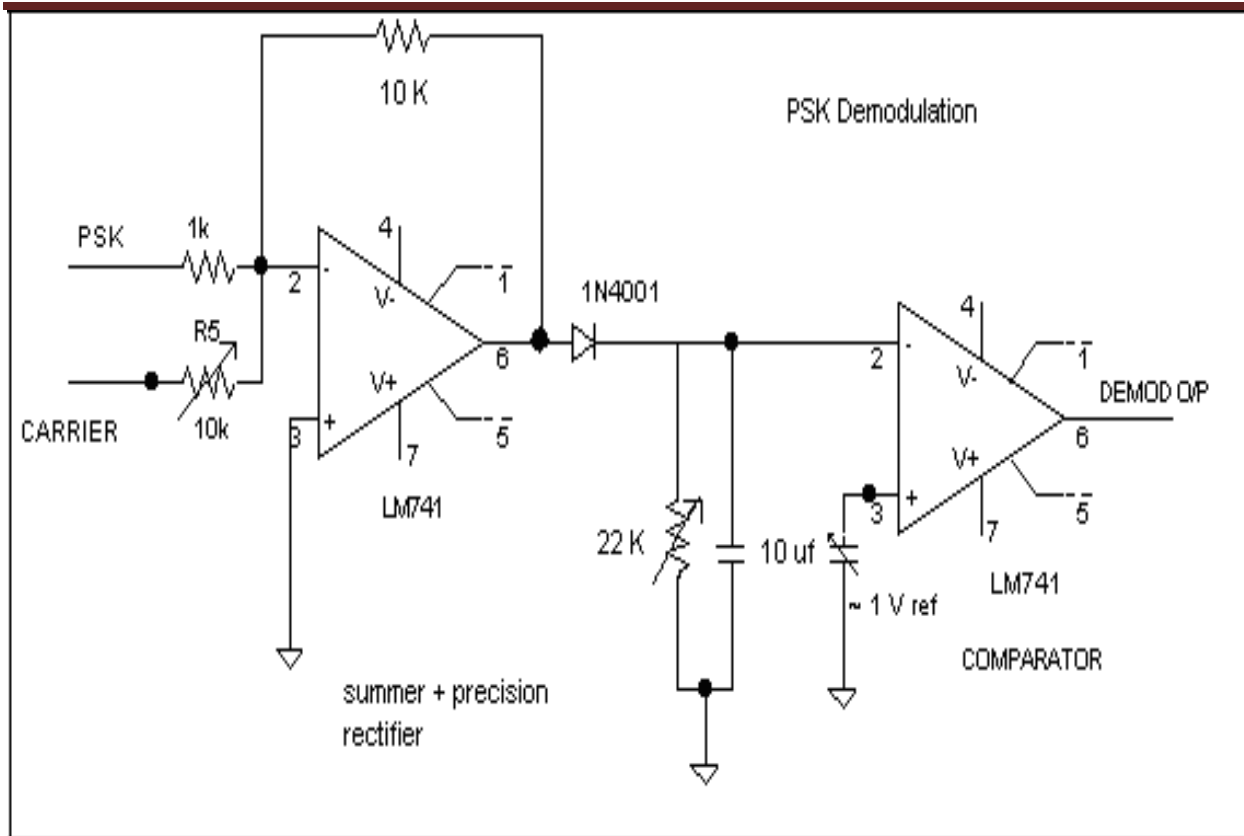 10 K
PSK Demodulation
PSK
1k
4
2
-
V-
1
1N4001
R5
6
V+
CARRIER
10k
3
+
5
7
LM741
4
2
-
V-
1
DEMOD O/P
6
V+
3
+
5
7
22 K
10 uf
~ 1 V ref
LM741
COMPARATOR
summer + precision
rectifier